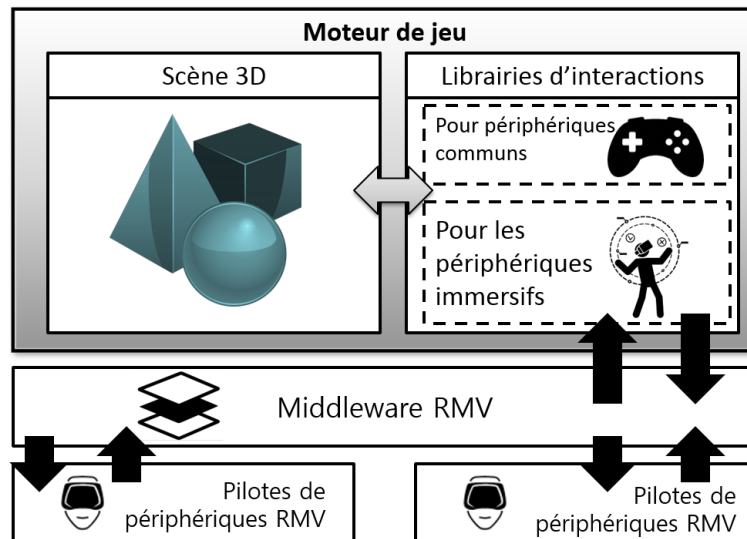 Moteur de jeu
Scène 3D
Librairies d’interactions
Pour périphériques
communs
Pour les
périphériques
immersifs
Middleware RMV
Pilotes de
périphériques RMV
Pilotes de
périphériques RMV